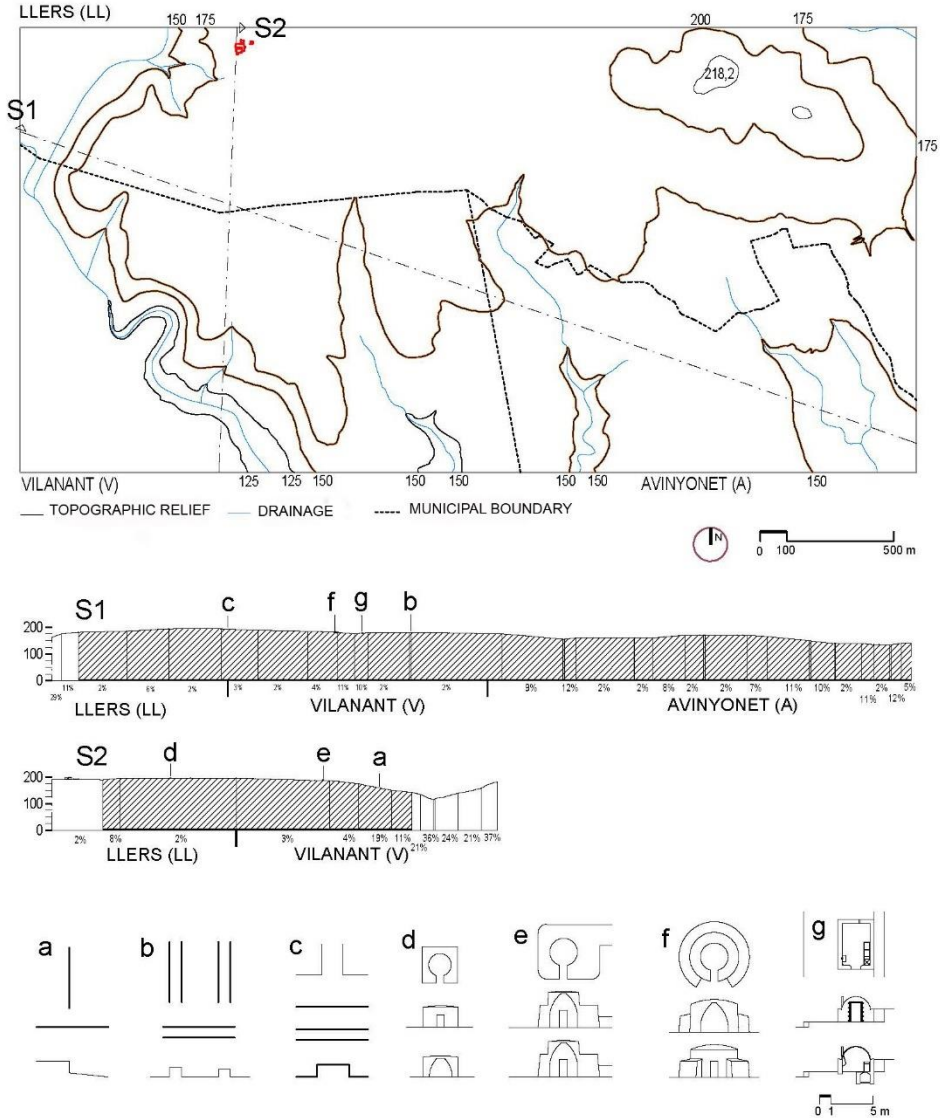 LLERS (LL)
150 175 S2 200 175
218,2
S1
175
VILANANT (V) 125 125 150 150 150 150 150 AVINYONET (A) 150
TOPOGRAPHIC RELIEF DRAINAGE MUNICIPAL BOUNDARY
N 0 100 500 m
S1 c f g b
200
100
0
39% 11% 2% 6% 2% 3% 2% 4% 11% 10% 2% 2% 9% 12% 2% 2% 8% 2% 2% 7% 11% 10% 2% 11% 2% 12% 5%
LLERS (LL) VILANANT (V) AVINYONET (A)
S2 d e a
200
100
0
2% 8% 2% 3% 4% 19% 11% 21% 36% 24% 21% 37%
LLERS (LL) VILANANT (V)
a b c d e f g
0 1 5 m